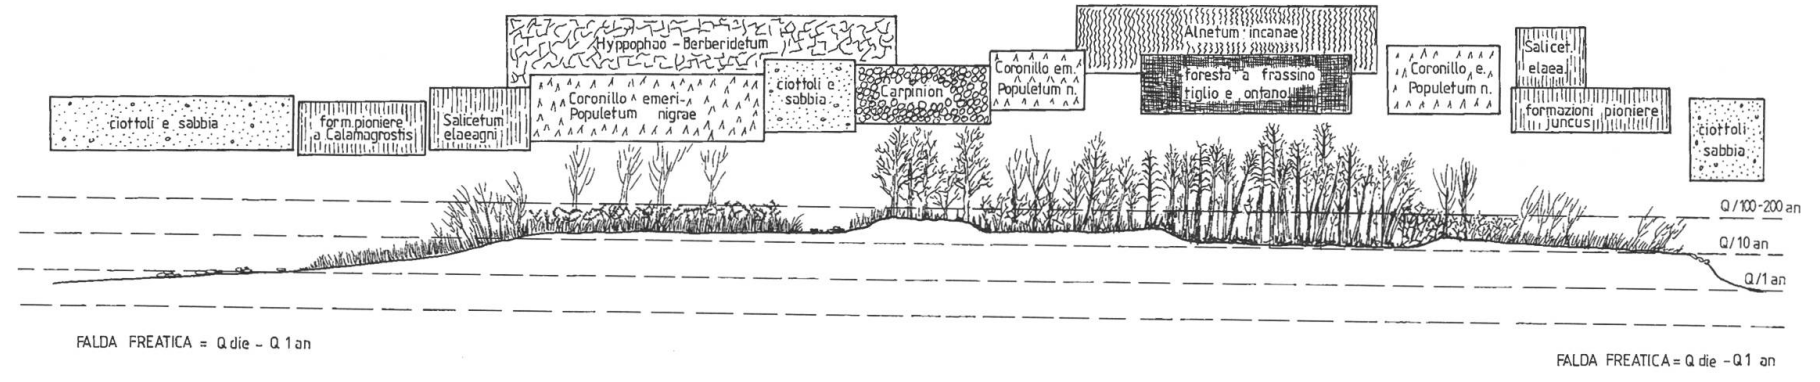 Hyppophao - Berberidetum
Alnetum incanae
Salicet.
elaea.
ciottoli e sabbia
form.pioniere
a Calamagrostis
Salicetum
elaeagni
Coronillo emeri-
Populetum nigrae
ciottoli e
sabbia
Carpinion
Coronillo em.
Populetum n.
foresta a frassino
tiglio e ontano
Coronillo e.
Populetum n.
formazioni pioniere
juncus
ciottoli
sabbia
Q/100-200 an
Q/10 an
Q/1 an
FALDA FREATICA = Q die - Q 1 an
FALDA FREATICA = Q die - Q 1 an